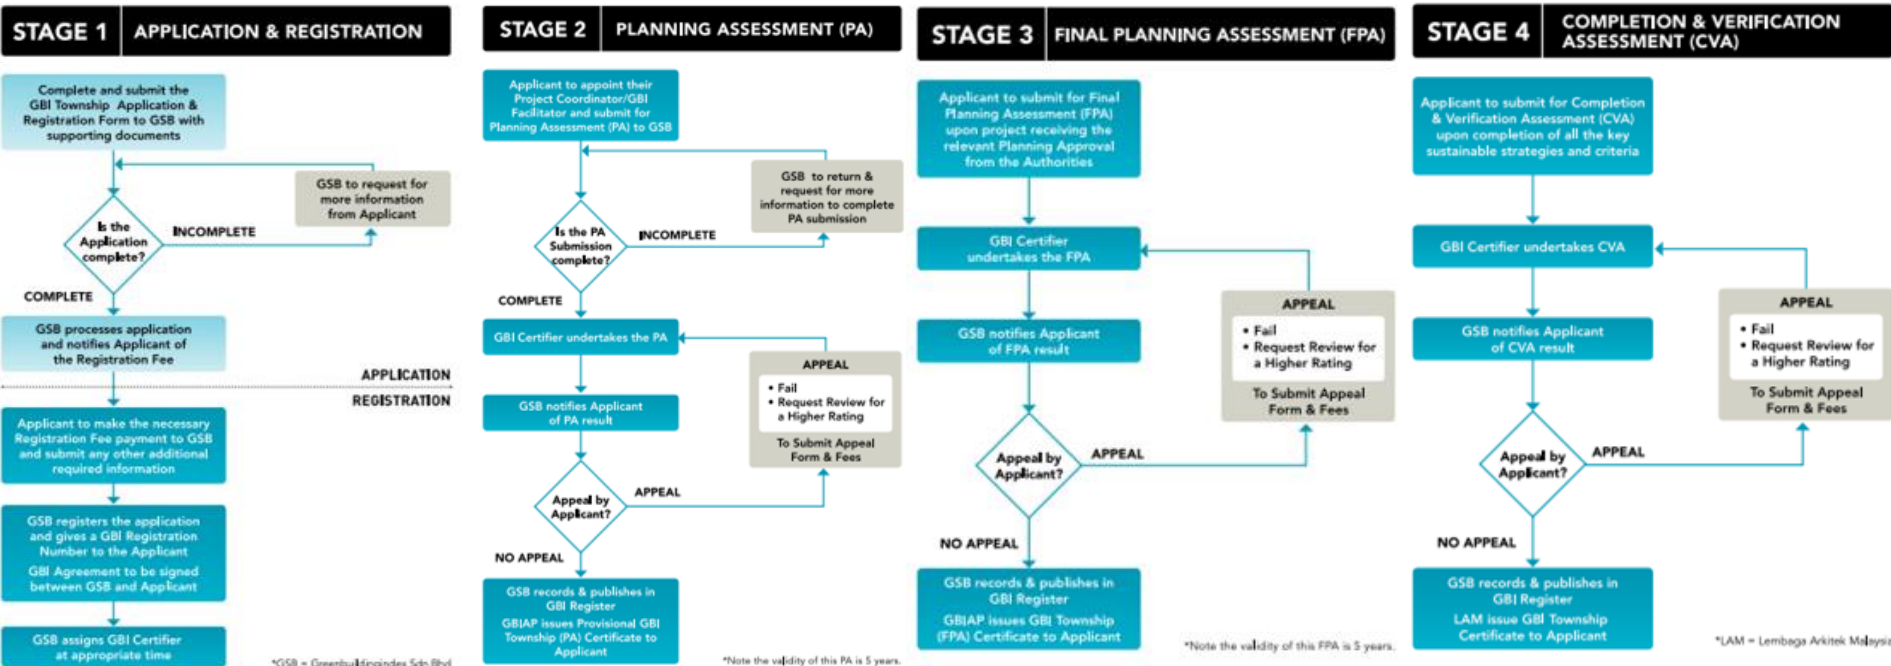 STAGE 1
APPLICATION & REGISTRATION
Complete and submit the
GBI Township Application &
Registration Form to GSB with
supporting documents
GSB to request for
more information
from Applicant
Is the
Application
complete?
INCOMPLETE
COMPLETE
GSB processes application
and notifies Applicant of
the Registration Fee
APPLICATION
REGISTRATION
Applicant to make the necessary
Registration Fee payment to GSB
and submit any other additional
required information
GSB registers the application
and gives a GBI Registration
Number to the Applicant
GBI Agreement to be signed
between GSB and Applicant
GSB assigns GBI Certifier
at appropriate time
*GSB = Greenbuildingindex Sdn Bhd
STAGE 2
PLANNING ASSESSMENT (PA)
Applicant to appoint their
Project Coordinator/GBI
Facilitator and submit for
Planning Assessment (PA) to GSB
GSB to return &
request for more
information to complete
PA submission
Is the PA
Submission
complete?
INCOMPLETE
COMPLETE
GBI Certifier undertakes the PA
APPEAL
• Fail
• Request Review for
a Higher Rating
To Submit Appeal
Form & Fees
GSB notifies Applicant
of PA result
Appeal by
Applicant?
APPEAL
NO APPEAL
GSB records & publishes in
GBI Register
GBIAP issues Provisional GBI
Township (PA) Certificate to
Applicant
*Note the validity of this PA is 5 years.
STAGE 3
FINAL PLANNING ASSESSMENT (FPA)
Applicant to submit for Final
Planning Assessment (FPA)
upon project receiving the
relevant Planning Approval
from the Authorities
GBI Certifier
undertakes the FPA
APPEAL
• Fail
• Request Review for
a Higher Rating
To Submit Appeal
Form & Fees
GSB notifies Applicant
of FPA result
Appeal by
Applicant?
APPEAL
NO APPEAL
GSB records & publishes in
GBI Register
GBIAP issues GBI Township
(FPA) Certificate to Applicant
*Note the validity of this FPA is 5 years.
STAGE 4
COMPLETION & VERIFICATION
ASSESSMENT (CVA)
Applicant to submit for Completion
& Verification Assessment (CVA)
upon completion of all the key
sustainable strategies and criteria
GBI Certifier undertakes CVA
APPEAL
• Fail
• Request Review for
a Higher Rating
To Submit Appeal
Form & Fees
GSB notifies Applicant
of CVA result
Appeal by
Applicant?
APPEAL
NO APPEAL
GSB records & publishes in
GBI Register
LAM issue GBI Township
Certificate to Applicant
*LAM = Lembaga Arkitek Malaysia